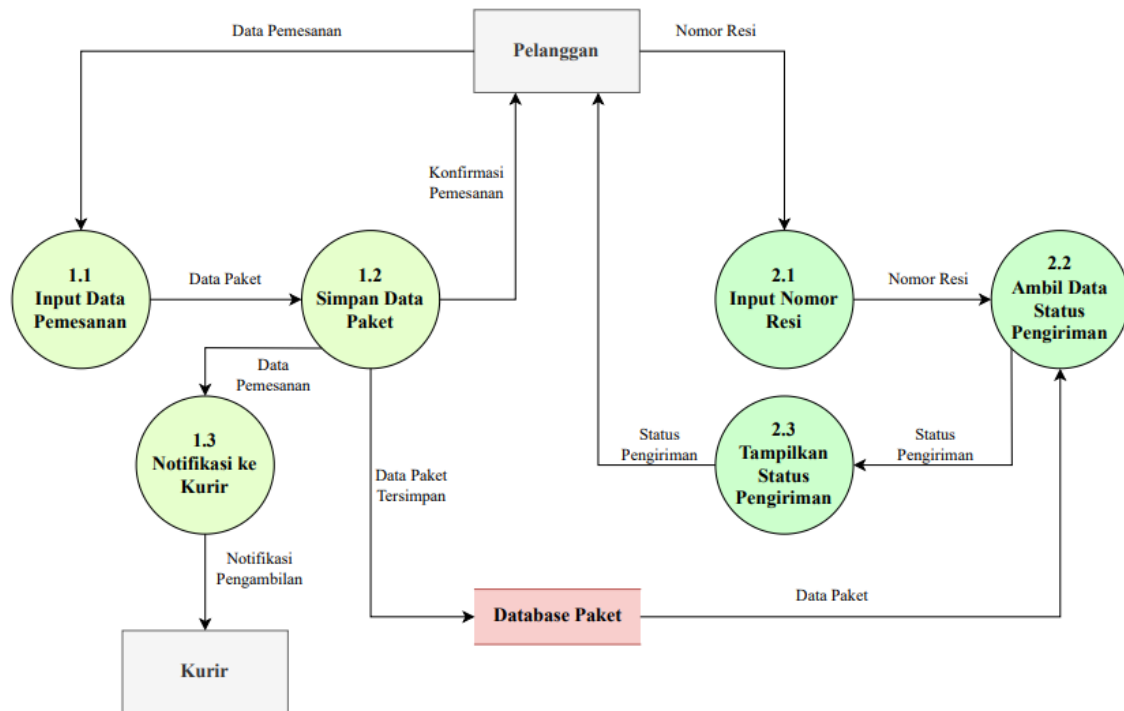 Data Pemesanan
Pelanggan
Nomor Resi
Konfirmasi
Pemesanan
1.1
Input Data
Pemesanan
Data Paket
1.2
Simpan Data
Paket
2.1
Input Nomor
Resi
Nomor Resi
2.2
Ambil Data
Status
Pengiriman
Data
Pemesanan
1.3
Notifikasi ke
Kurir
Data Paket
Tersimpan
Status
Pengiriman
2.3
Tampilkan
Status
Pengiriman
Status
Pengiriman
Notifikasi
Pengambilan
Database Paket
Data Paket
Kurir